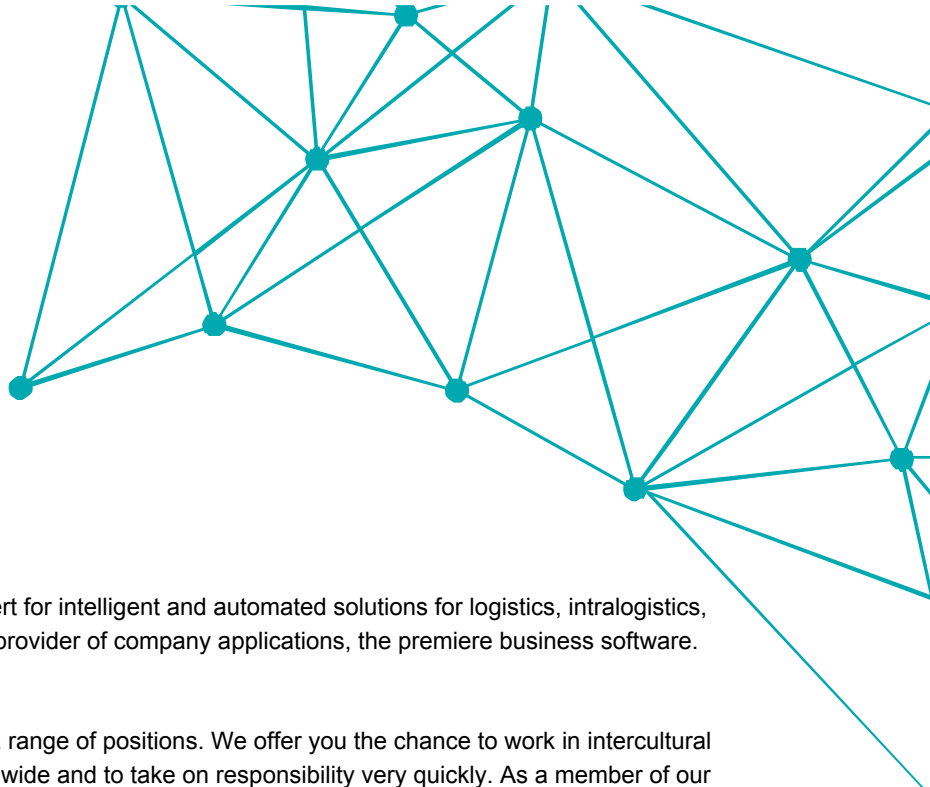 for intelligent and automated solutions for logistics, intralogistics,
provider of company applications, the premiere business software.
range of positions. We offer you the chance to work in intercultural
wide and to take on responsibility very quickly. As a member of our